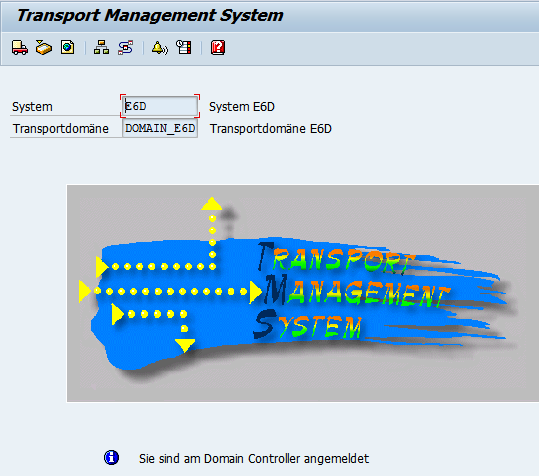 Transport Management System
System E6D System E6D
Transportdomäne DOMAIN_E6D Transportdomäne E6D
TRANSPORT
MANAGEMENT
SYSTEM
Sie sind am Domain Controller angemeldet